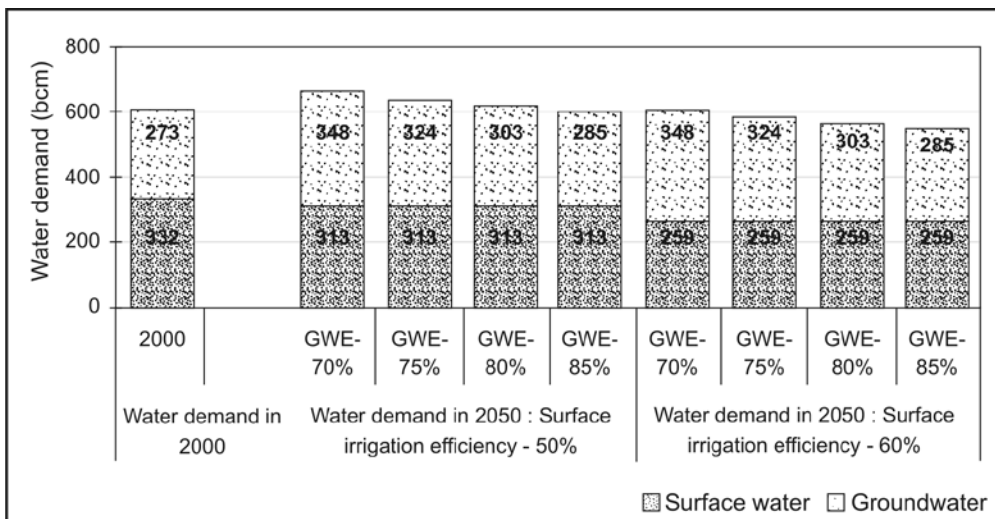 Water demand (bcm)
800
600
400
200
0
273 348 324 303 285 348 324 303 285
332 313 313 313 313 259 259 259 259
2000 GWE- GWE- GWE- GWE- GWE- GWE- GWE- GWE-
70% 75% 80% 85% 70% 75% 80% 85%
Water demand in Water demand in 2050 : Surface Water demand in 2050 : Surface
2000 irrigation efficiency - 50% irrigation efficiency - 60%
Surface water Groundwater